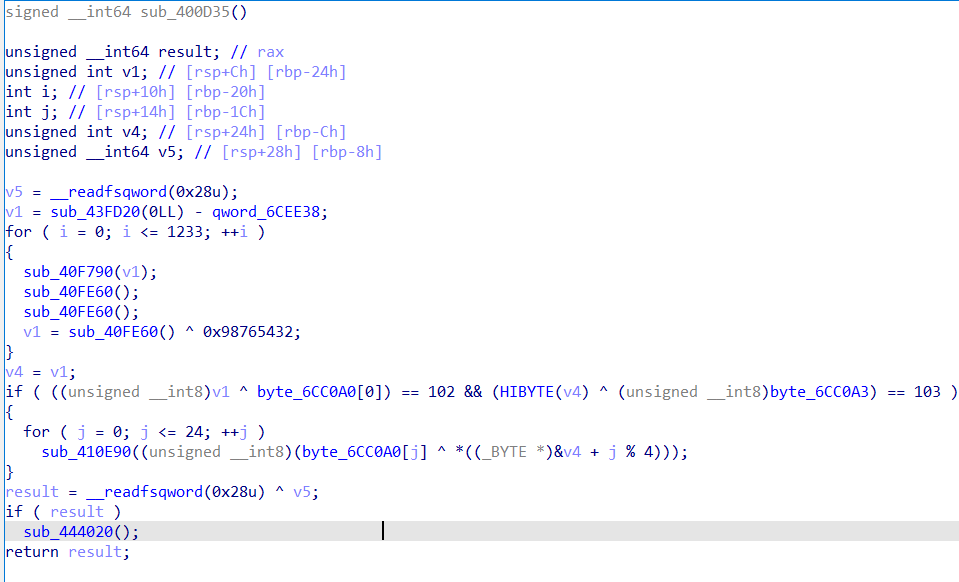 signed __int64 sub_400D35()
unsigned __int64 result; // rax
unsigned int v1; // [rsp+Ch] [rbp-24h]
int i; // [rsp+10h] [rbp-20h]
int j; // [rsp+14h] [rbp-1Ch]
unsigned int v4; // [rsp+24h] [rbp-Ch]
unsigned __int64 v5; // [rsp+28h] [rbp-8h]
v5 = __readfsqword(0x28u);
v1 = sub_43FD20(0LL) - qword_6CEE38;
for ( i = 0; i <= 1233; ++i )
{
sub_40F790(v1);
sub_40FE60();
sub_40FE60();
v1 = sub_40FE60() ^ 0x98765432;
}
v4 = v1;
if ( ((unsigned __int8)v1 ^ byte_6CC0A0[0]) == 102 && (HIBYTE(v4) ^ (unsigned __int8)byte_6CC0A3) == 103 )
{
for ( j = 0; j <= 24; ++j )
sub_410E90((unsigned __int8)(byte_6CC0A0[j] ^ *((_BYTE *)&v4 + j % 4)));
}
result = __readfsqword(0x28u) ^ v5;
if ( result )
sub_444020();
return result;